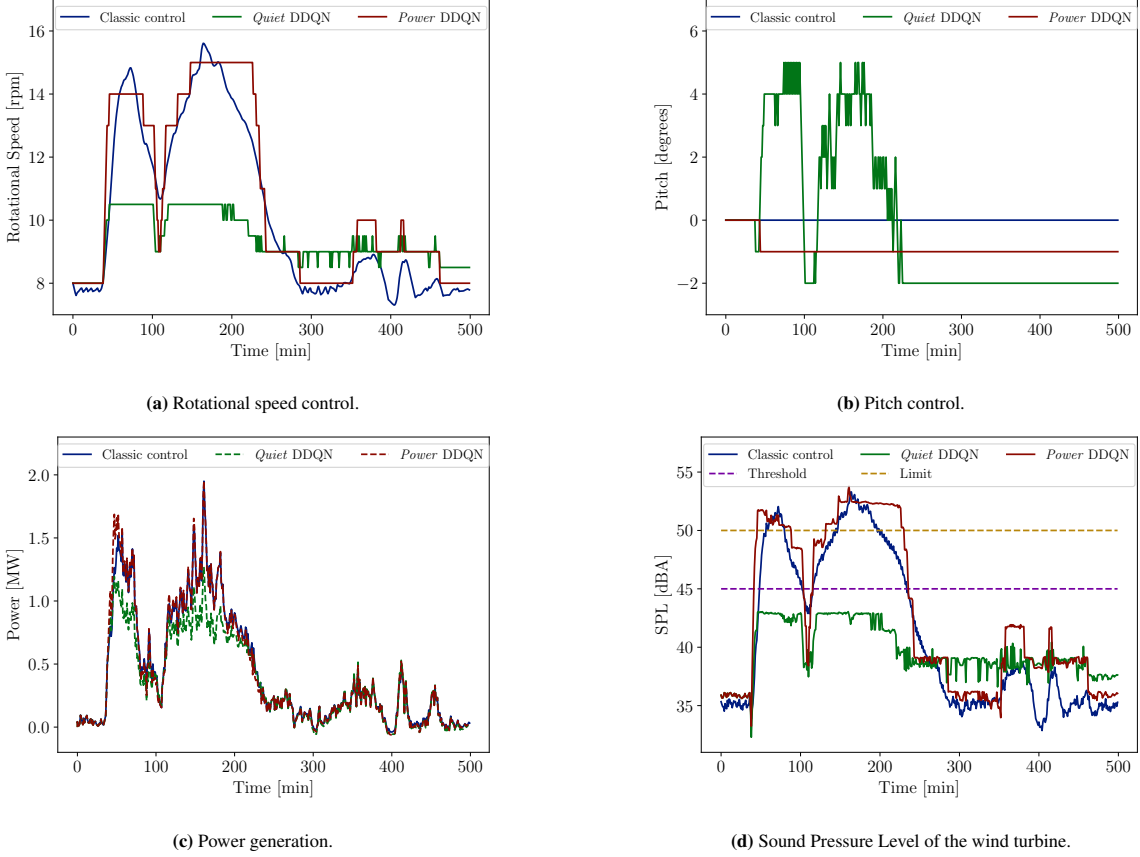 Classic control Quiet DDQN Power DDQN
16
14
12
10
8
Rotational Speed [rpm]
0 100 200 300 400 500
Time [min]
(a) Rotational speed control.
Classic control Quiet DDQN Power DDQN
6
4
2
0
−2
Pitch [degrees]
0 100 200 300 400 500
Time [min]
(b) Pitch control.
Classic control Quiet DDQN Power DDQN
2.0
1.5
1.0
0.5
0.0
Power [MW]
0 100 200 300 400 500
Time [min]
(c) Power generation.
Classic control Quiet DDQN Power DDQN
Threshold Limit
55
50
45
40
35
SPL [dBA]
0 100 200 300 400 500
Time [min]
(d) Sound Pressure Level of the wind turbine.